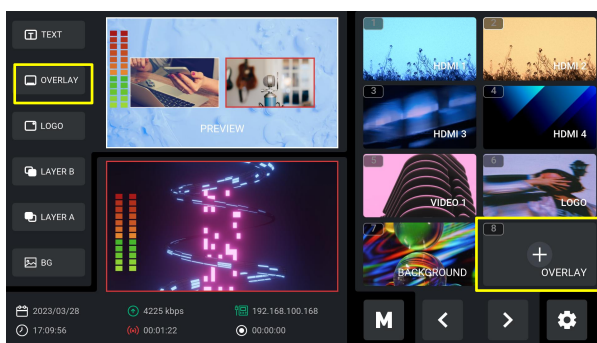 TEXT
OVERLAY
LOGO
LAYER B
LAYER A
BG
PREVIEW
2023/03/28
4225 kbps
192.168.100.168
17:09:56
00:01:22
00:00:00
1
HDMI 1
2
HDMI 2
3
HDMI 3
4
HDMI 4
5
VIDEO 1
6
LOGO
7
BACKGROUND
8
OVERLAY
M